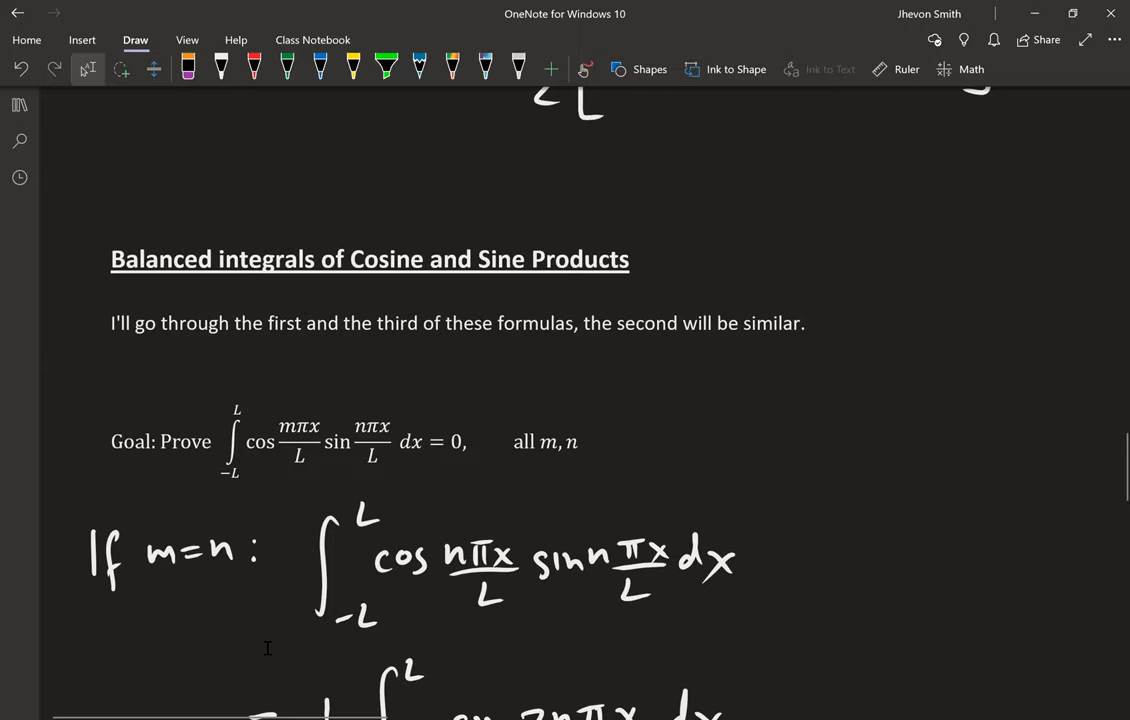 OneNote for Windows 10
Jhevon Smith
Home Insert Draw View Help Class Notebook
Share
Shapes Ink to Shape Ink to Text Ruler Math
2L
Balanced integrals of Cosine and Sine Products
I'll go through the first and the third of these formulas, the second will be similar.
Goal: Prove ∫_{-L}^{L} cos mπx/L sin nπx/L dx = 0, all m, n
If m=n: ∫_{-L}^{L} cos nπx/L sin nπx/L dx
= ∫^{L} 2nπx dx